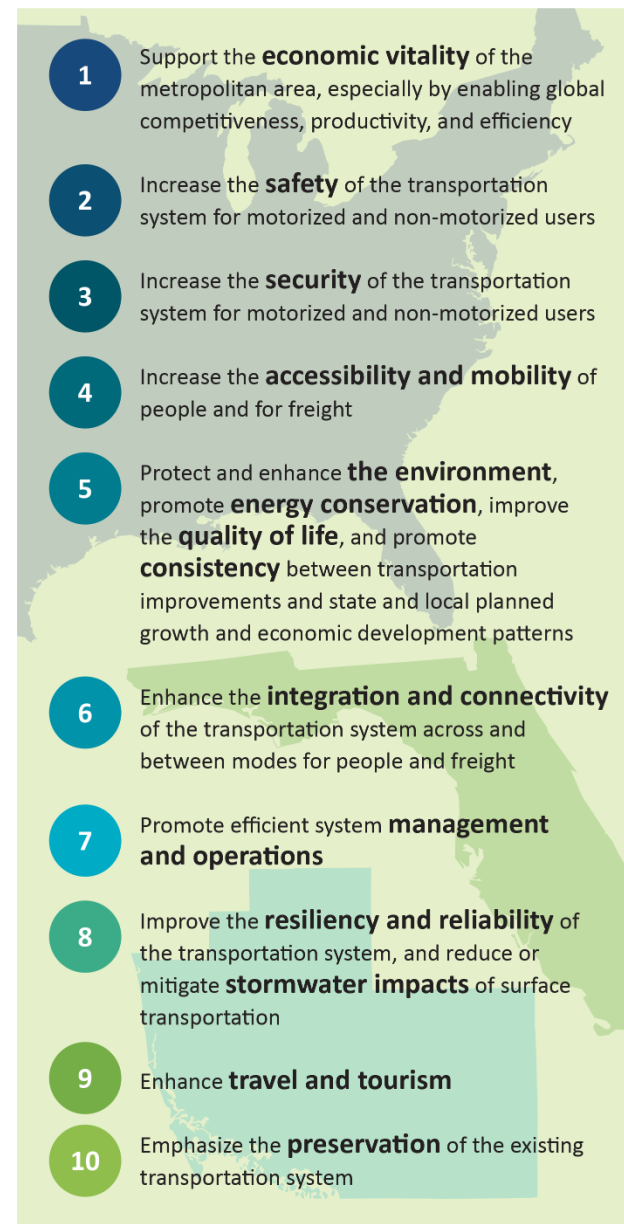 1
Support the economic vitality of the
metropolitan area, especially by enabling global
competitiveness, productivity, and efficiency
2
Increase the safety of the transportation
system for motorized and non-motorized users
3
Increase the security of the transportation
system for motorized and non-motorized users
4
Increase the accessibility and mobility of
people and for freight
5
Protect and enhance the environment,
promote energy conservation, improve
the quality of life, and promote
consistency between transportation
improvements and state and local planned
growth and economic development patterns
6
Enhance the integration and connectivity
of the transportation system across and
between modes for people and freight
7
Promote efficient system management
and operations
8
Improve the resiliency and reliability of
the transportation system, and reduce or
mitigate stormwater impacts of surface
transportation
9
Enhance travel and tourism
10
Emphasize the preservation of the existing
transportation system